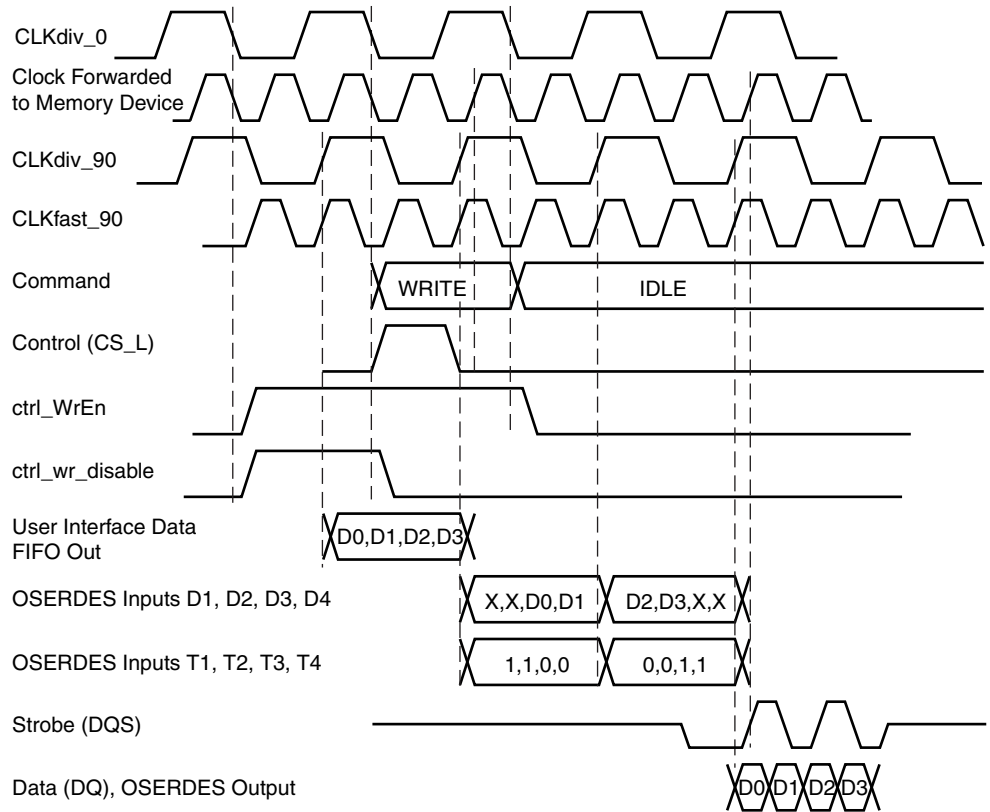 CLKdiv_0
Clock Forwarded
to Memory Device
CLKdiv_90
CLKfast_90
Command
WRITE
IDLE
Control (CS_L)
ctrl_WrEn
ctrl_wr_disable
User Interface Data
FIFO Out
D0,D1,D2,D3
OSERDES Inputs D1, D2, D3, D4
X,X,D0,D1
D2,D3,X,X
OSERDES Inputs T1, T2, T3, T4
1,1,0,0
0,0,1,1
Strobe (DQS)
Data (DQ), OSERDES Output
D0
D1
D2
D3